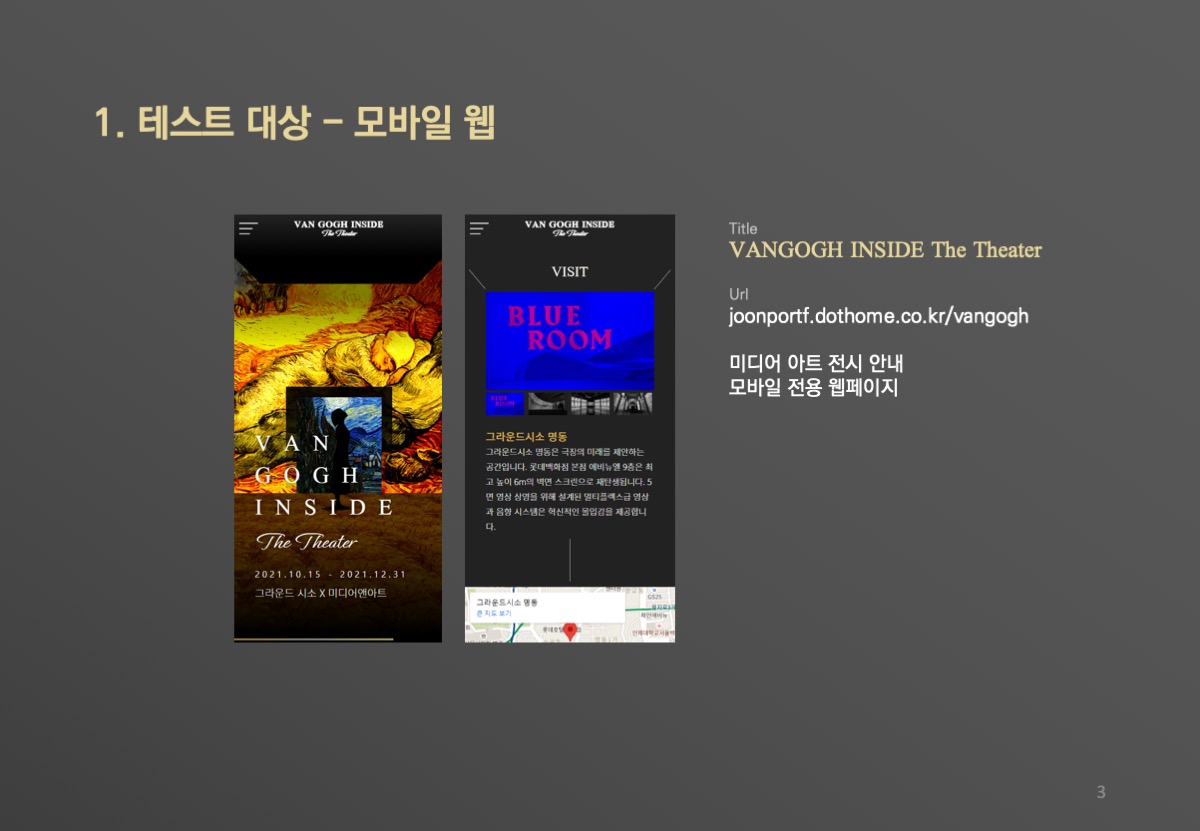 1. 테스트 대상 - 모바일 웹
VAN GOGH INSIDE
The Theater
VAN
GOGH
INSIDE
The Theater
2021.10.15 - 2021.12.31
그라운드 시소 X 미디어앤아트
VAN GOGH INSIDE
The Theater
VISIT
BLUE
ROOM
BLUE
ROOM
그라운드시소 명동
그라운드시소 명동은 극장의 미래를 제안하는
공간입니다. 롯데백화점 본점 에비뉴엘 9층은 최
고 높이 6m의 벽면 스크린으로 재탄생됩니다. 5
면 영상 상영을 위해 설계된 멀티플렉스급 영상
과 음향 시스템은 혁신적인 몰입감을 제공합니
다.
그라운드시소 명동
큰 지도 보기
롯데호텔
GS25
Title
VANGOGH INSIDE The Theater
Url
joonportf.dothome.co.kr/vangogh
미디어 아트 전시 안내
모바일 전용 웹페이지
3